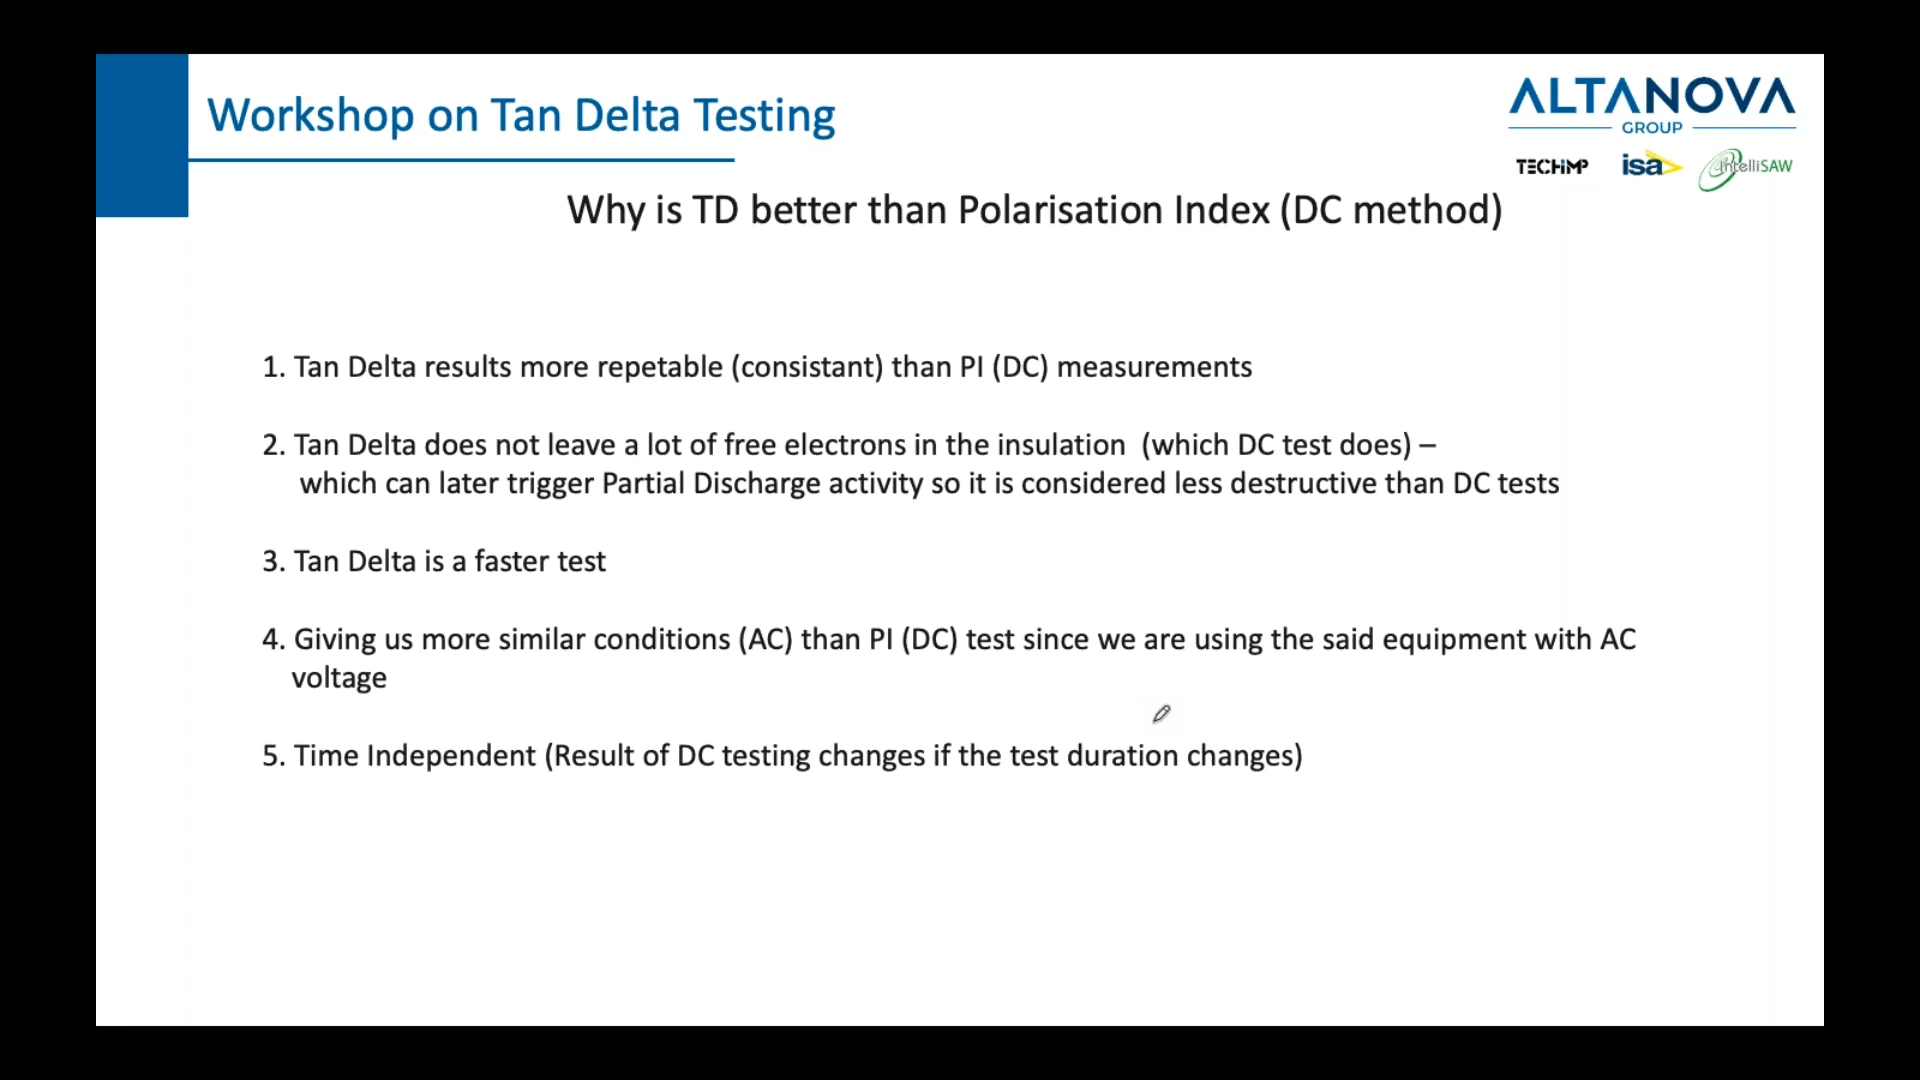 Workshop on Tan Delta Testing
ALTANOVA
GROUP
TECHIMP
isa
IntelliSAW
Why is TD better than Polarisation Index (DC method)
1. Tan Delta results more repetable (consistant) than PI (DC) measurements
2. Tan Delta does not leave a lot of free electrons in the insulation  (which DC test does) –
which can later trigger Partial Discharge activity so it is considered less destructive than DC tests
3. Tan Delta is a faster test
4. Giving us more similar conditions (AC) than PI (DC) test since we are using the said equipment with AC
voltage
5. Time Independent (Result of DC testing changes if the test duration changes)